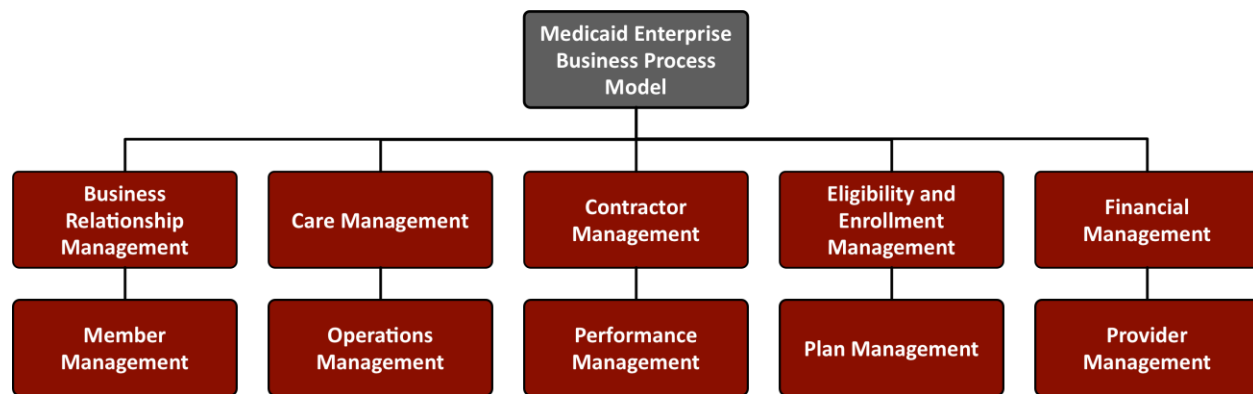 Medicaid Enterprise
Business Process
Model
Business
Relationship
Management
Care Management
Contractor
Management
Eligibility and
Enrollment
Management
Financial
Management
Member
Management
Operations
Management
Performance
Management
Plan Management
Provider
Management